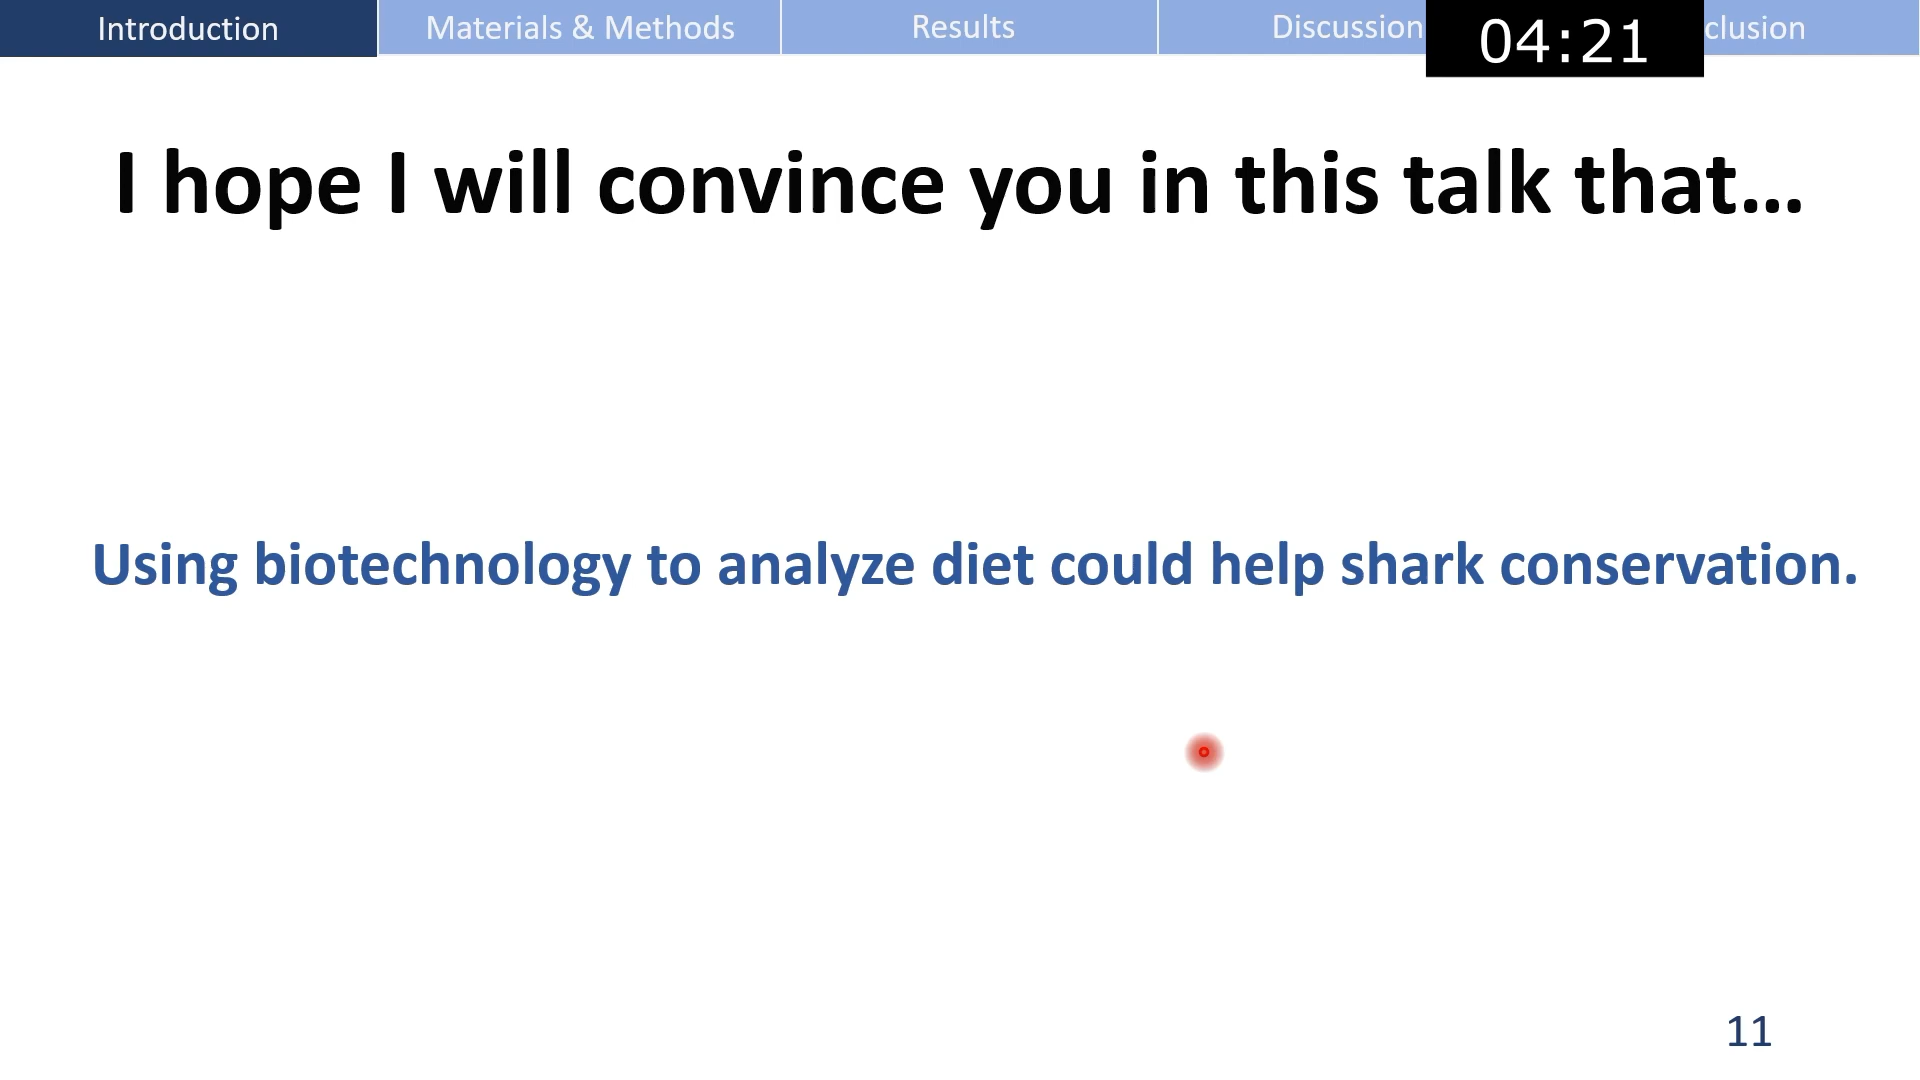 Introduction
Materials & Methods
Results
Discussion
04:21
clusion
I hope I will convince you in this talk that...
Using biotechnology to analyze diet could help shark conservation.
11